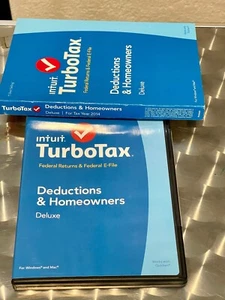 intuit
TurboTax
Federal Returns & Federal E-File
Deductions & Homeowners
Deluxe
TurboTax Deductions & Homeowners
Deluxe | For Tax Year 2014
intuit
TurboTax
Federal Returns & Federal E-File
Deductions & Homeowners
Deluxe
For Windows and Mac